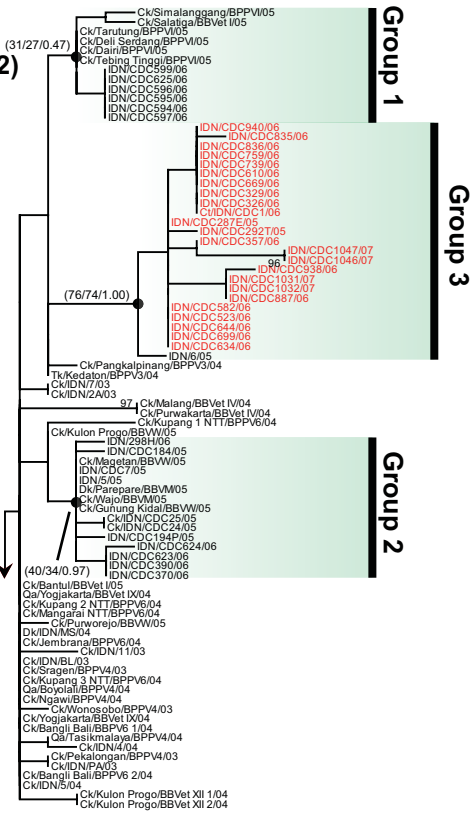 Ck/Simalanggang/BPPVI/05
Ck/Salatiga/BBVet I/05
Ck/Tarutung/BPPVI/05
(31/27/0.47)
Ck/Deli Serdang/BPPVI/05
Ck/Dairi/BPPVI/05
2)
Ck/Tebing Tinggi/BPPVI/05
IDN/CDC599/06
IDN/CDC625/06
IDN/CDC596/06
IDN/CDC595/06
IDN/CDC594/06
IDN/CDC597/06
Group 1
IDN/CDC940/06
IDN/CDC835/06
IDN/CDC836/06
IDN/CDC759/06
IDN/CDC739/06
IDN/CDC610/06
IDN/CDC669/06
IDN/CDC329/06
IDN/CDC326/06
Ct/IDN/CDC1/06
IDN/CDC287E/05
IDN/CDC292T/05
IDN/CDC357/06
IDN/CDC1047/07
96
IDN/CDC1046/07
IDN/CDC938/06
IDN/CDC1031/07
IDN/CDC1032/07
IDN/CDC887/06
(76/74/1.00)
IDN/CDC582/06
IDN/CDC523/06
IDN/CDC644/06
IDN/CDC699/06
IDN/CDC634/06
IDN/6/05
Group 3
Ck/Pangkalpinang/BPPV3/04
Tk/Kedaton/BPPV3/04
Ck/IDN/7/03
Ck/IDN/2A/03
97
Ck/Malang/BBVet IV/04
Ck/Purwakarta/BBVet IV/04
Ck/Kupang 1 NTT/BPPV6/04
Ck/Kulon Progo/BBVW/05
IDN/298H/06
IDN/CDC184/05
Ck/Magetan/BBVW/05
IDN/CDC7/05
IDN/5/05
Dk/Parepare/BBVM/05
Ck/Wajo/BBVM/05
Ck/Gunung Kidal/BBVW/05
Ck/IDN/CDC25/05
Ck/IDN/CDC24/05
IDN/CDC194P/05
IDN/CDC624/06
IDN/CDC623/06
IDN/CDC390/06
IDN/CDC370/06
(40/34/0.97)
Group 2
Ck/Bantul/BBVet I/05
Qa/Yogjakarta/BBVet IX/04
Ck/Kupang 2 NTT/BPPV6/04
Ck/Mangarai NTT/BPPV6/04
Ck/Purworejo/BBVW/05
Dk/IDN/MS/04
Ck/Jembrana/BPPV6/04
Ck/IDN/11/03
Ck/IDN/BL/03
Ck/Sragen/BPPV4/03
Ck/Kupang 3 NTT/BPPV6/04
Qa/Boyolali/BPPV4/04
Ck/Ngawi/BPPV4/04
Ck/Wonosobo/BPPV4/03
Ck/Yogjakarta/BBVet IX/04
Ck/Bangli Bali/BBPV6 1/04
Qa/Tasikmalaya/BPPV4/04
Ck/IDN/4/04
Ck/Pekalongan/BPPV4/03
Ck/IDN/PA/03
Ck/Bangli Bali/BPPV6 2/04
Ck/IDN/5/04
Ck/Kulon Progo/BBVet XII 1/04
Ck/Kulon Progo/BBVet XII 2/04